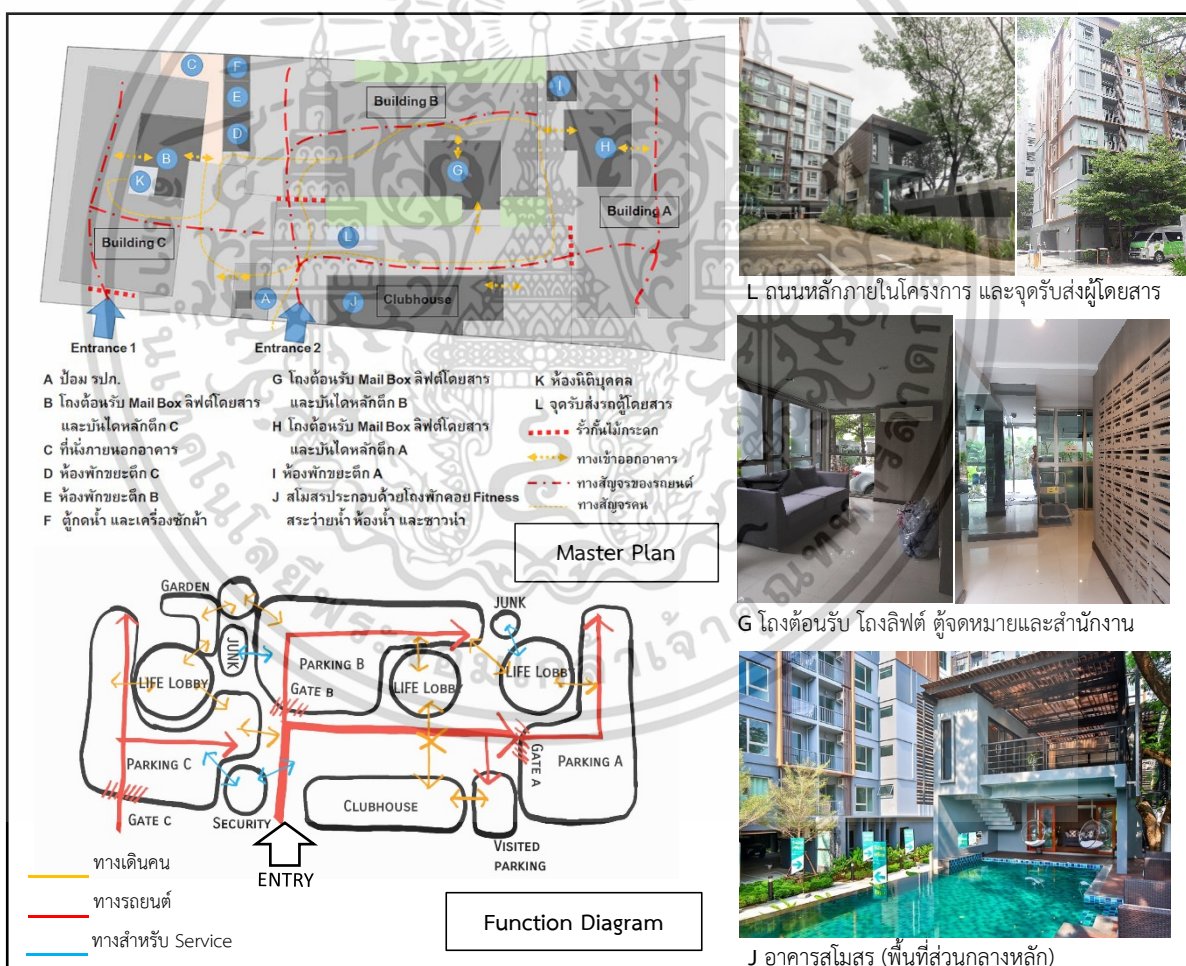 C
F
E
D
B
K
Building B
I
H
G
Building A
Building C
L
A
J
Clubhouse
Entrance 1
Entrance 2
A ป้อม รปภ.
B โถงต้อนรับ Mail Box ลิฟต์โดยสาร
และบันไดหลักตึก C
C ที่นั่งภายนอกอาคาร
D ห้องพักขยะตึก C
E ห้องพักขยะตึก B
F ตู้กดน้ำ และเครื่องซักผ้า
G โถงต้อนรับ Mail Box ลิฟต์โดยสาร
และบันไดหลักตึก B
H โถงต้อนรับ Mail Box ลิฟต์โดยสาร
และบันไดหลักตึก A
I ห้องพักขยะตึก A
J สโมสรประกอบด้วยโถงพักคอย Fitness
สระว่ายน้ำ ห้องน้ำ และซาวน่า
K ห้องนิติบุคคล
L จุดรับส่งรถตู้โดยสาร
รั้วกั้นไม้กระดก
ทางเข้าออกอาคาร
ทางสัญจรของรถยนต์
ทางสัญจรคน
Master Plan
GARDEN
JUNK
JUNK
LIFE LOBBY
PARKING B
GATE B
LIFE LOBBY
LIFE LOBBY
PARKING C
GATE C
SECURITY
CLUBHOUSE
GATE A
PARKING A
VISITED
PARKING
ENTRY
ทางเดินคน
ทางรถยนต์
ทางสำหรับ Service
Function Diagram
L ถนนหลักภายในโครงการ และจุดรับส่งผู้โดยสาร
G โถงต้อนรับ โถงลิฟต์ ตู้จดหมายและสำนักงาน
J อาคารสโมสร (พื้นที่ส่วนกลางหลัก)